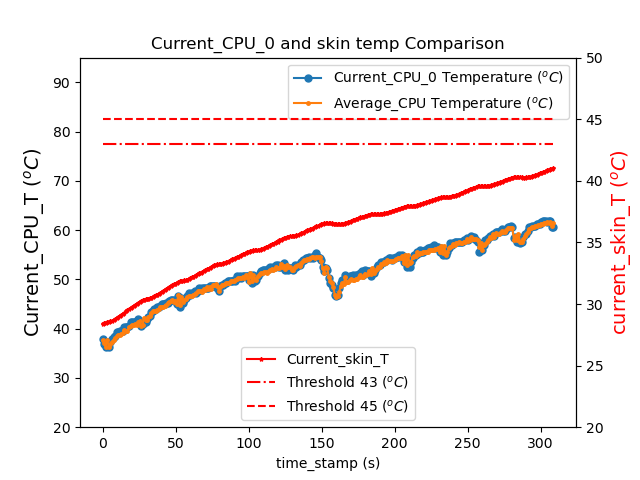 Current_CPU_0 and skin temp Comparison
Current_CPU_0 Temperature (°C)
Average_CPU Temperature (°C)
Current_CPU_T (°C)
90
80
70
60
50
40
30
20
50
45
40
35
30
25
20
current_skin_T (°C)
Current_skin_T
Threshold 43 (°C)
Threshold 45 (°C)
0 50 100 150 200 250 300
time_stamp (s)